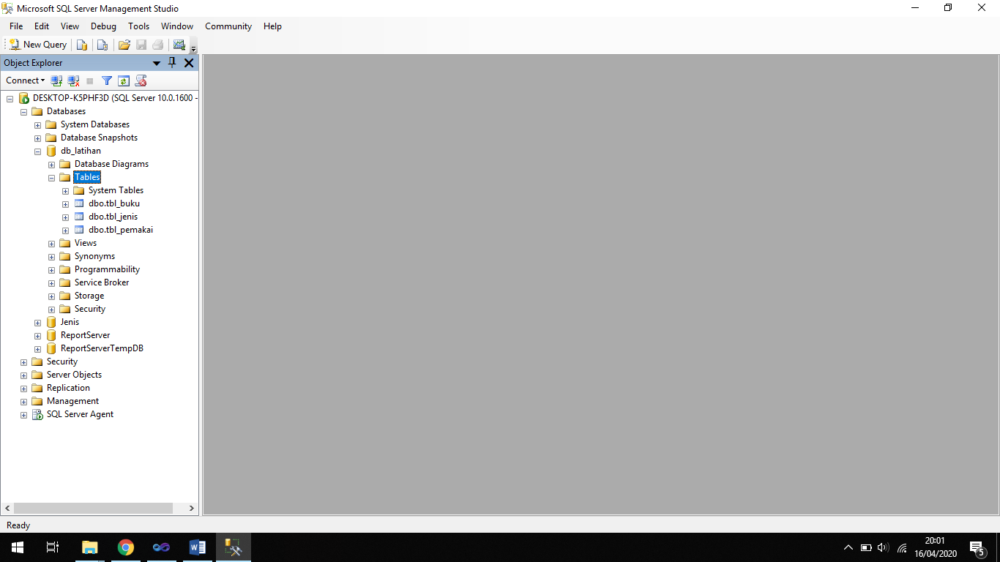 Microsoft SQL Server Management Studio
File Edit View Debug Tools Window Community Help
New Query
Object Explorer
Connect
DESKTOP-K5PHF3D (SQL Server 10.0.1600 -
Databases
System Databases
Database Snapshots
db_latihan
Database Diagrams
Tables
System Tables
dbo.tbl_buku
dbo.tbl_jenis
dbo.tbl_pemakai
Views
Synonyms
Programmability
Service Broker
Storage
Security
Jenis
ReportServer
ReportServerTempDB
Security
Server Objects
Replication
Management
SQL Server Agent
Ready
20:01
16/04/2020
5